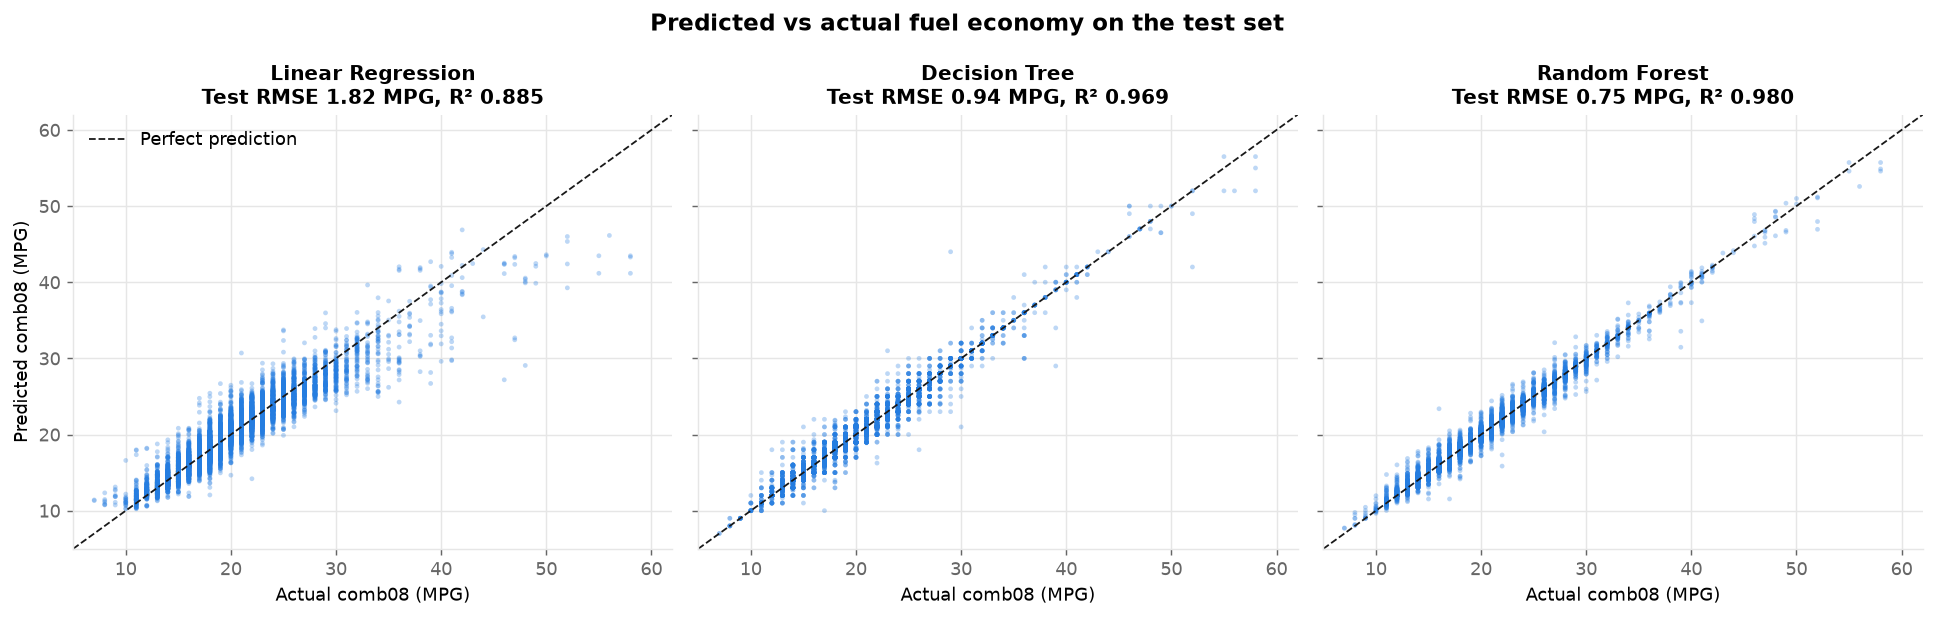 Predicted vs actual fuel economy on the test set
Linear Regression
Test RMSE 1.82 MPG, R² 0.885
Perfect prediction
60
50
40
30
20
10
Predicted comb08 (MPG)
10 20 30 40 50 60
Actual comb08 (MPG)
Decision Tree
Test RMSE 0.94 MPG, R² 0.969
10 20 30 40 50 60
Actual comb08 (MPG)
Random Forest
Test RMSE 0.75 MPG, R² 0.980
10 20 30 40 50 60
Actual comb08 (MPG)